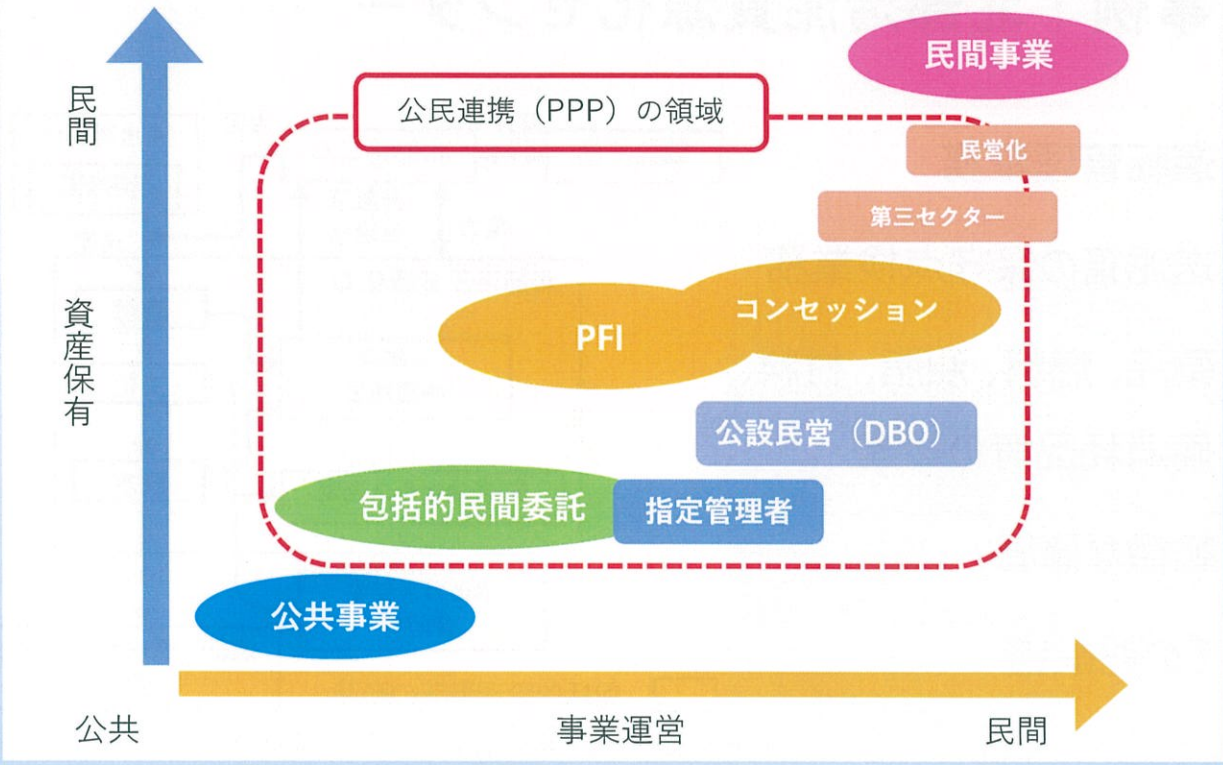 民間事業
公民連携（PPP）の領域
民間
民営化
第三セクター
コンセッション
PFI
資産保有
公設民営（DBO）
包括的民間委託
指定管理者
公共事業
公共
事業運営
民間